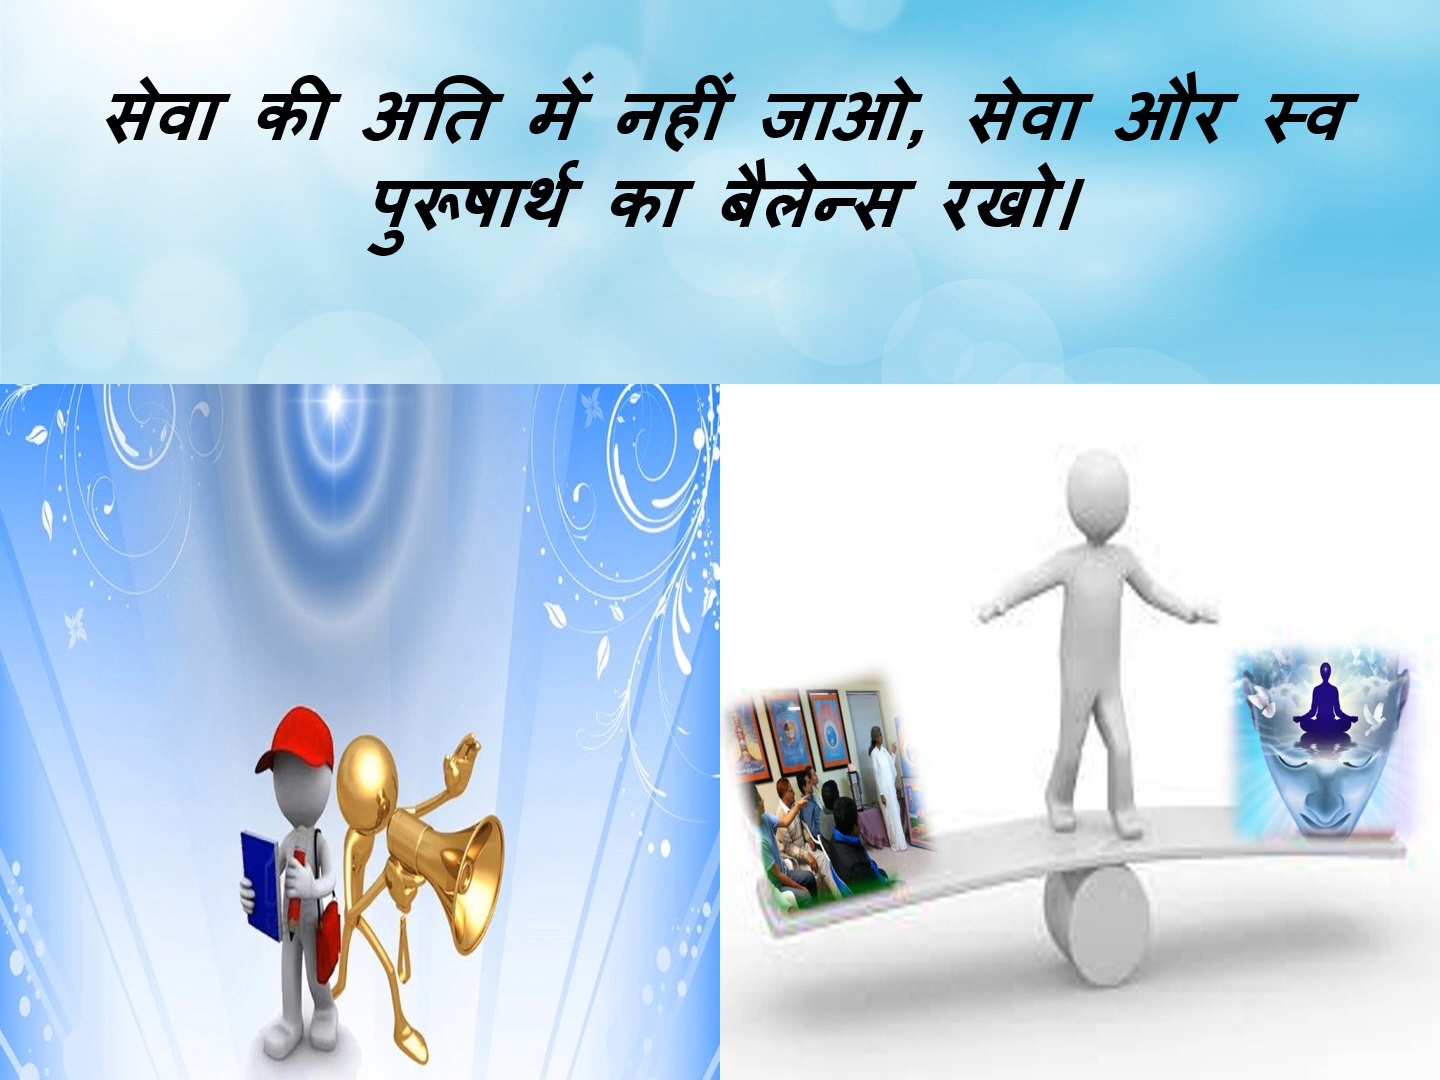 सेवा की अति में नहीं जाओ, सेवा और स्व
पुरूषार्थ का बैलेन्स रखो।